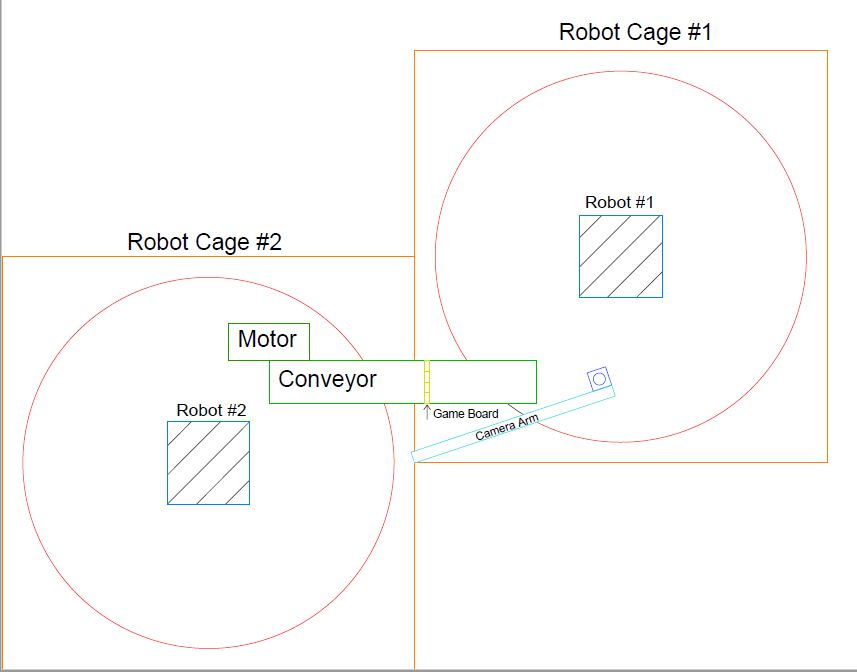 Robot Cage #1
Robot #1
Robot Cage #2
Motor
Conveyor
Robot #2
Game Board
Camera Arm